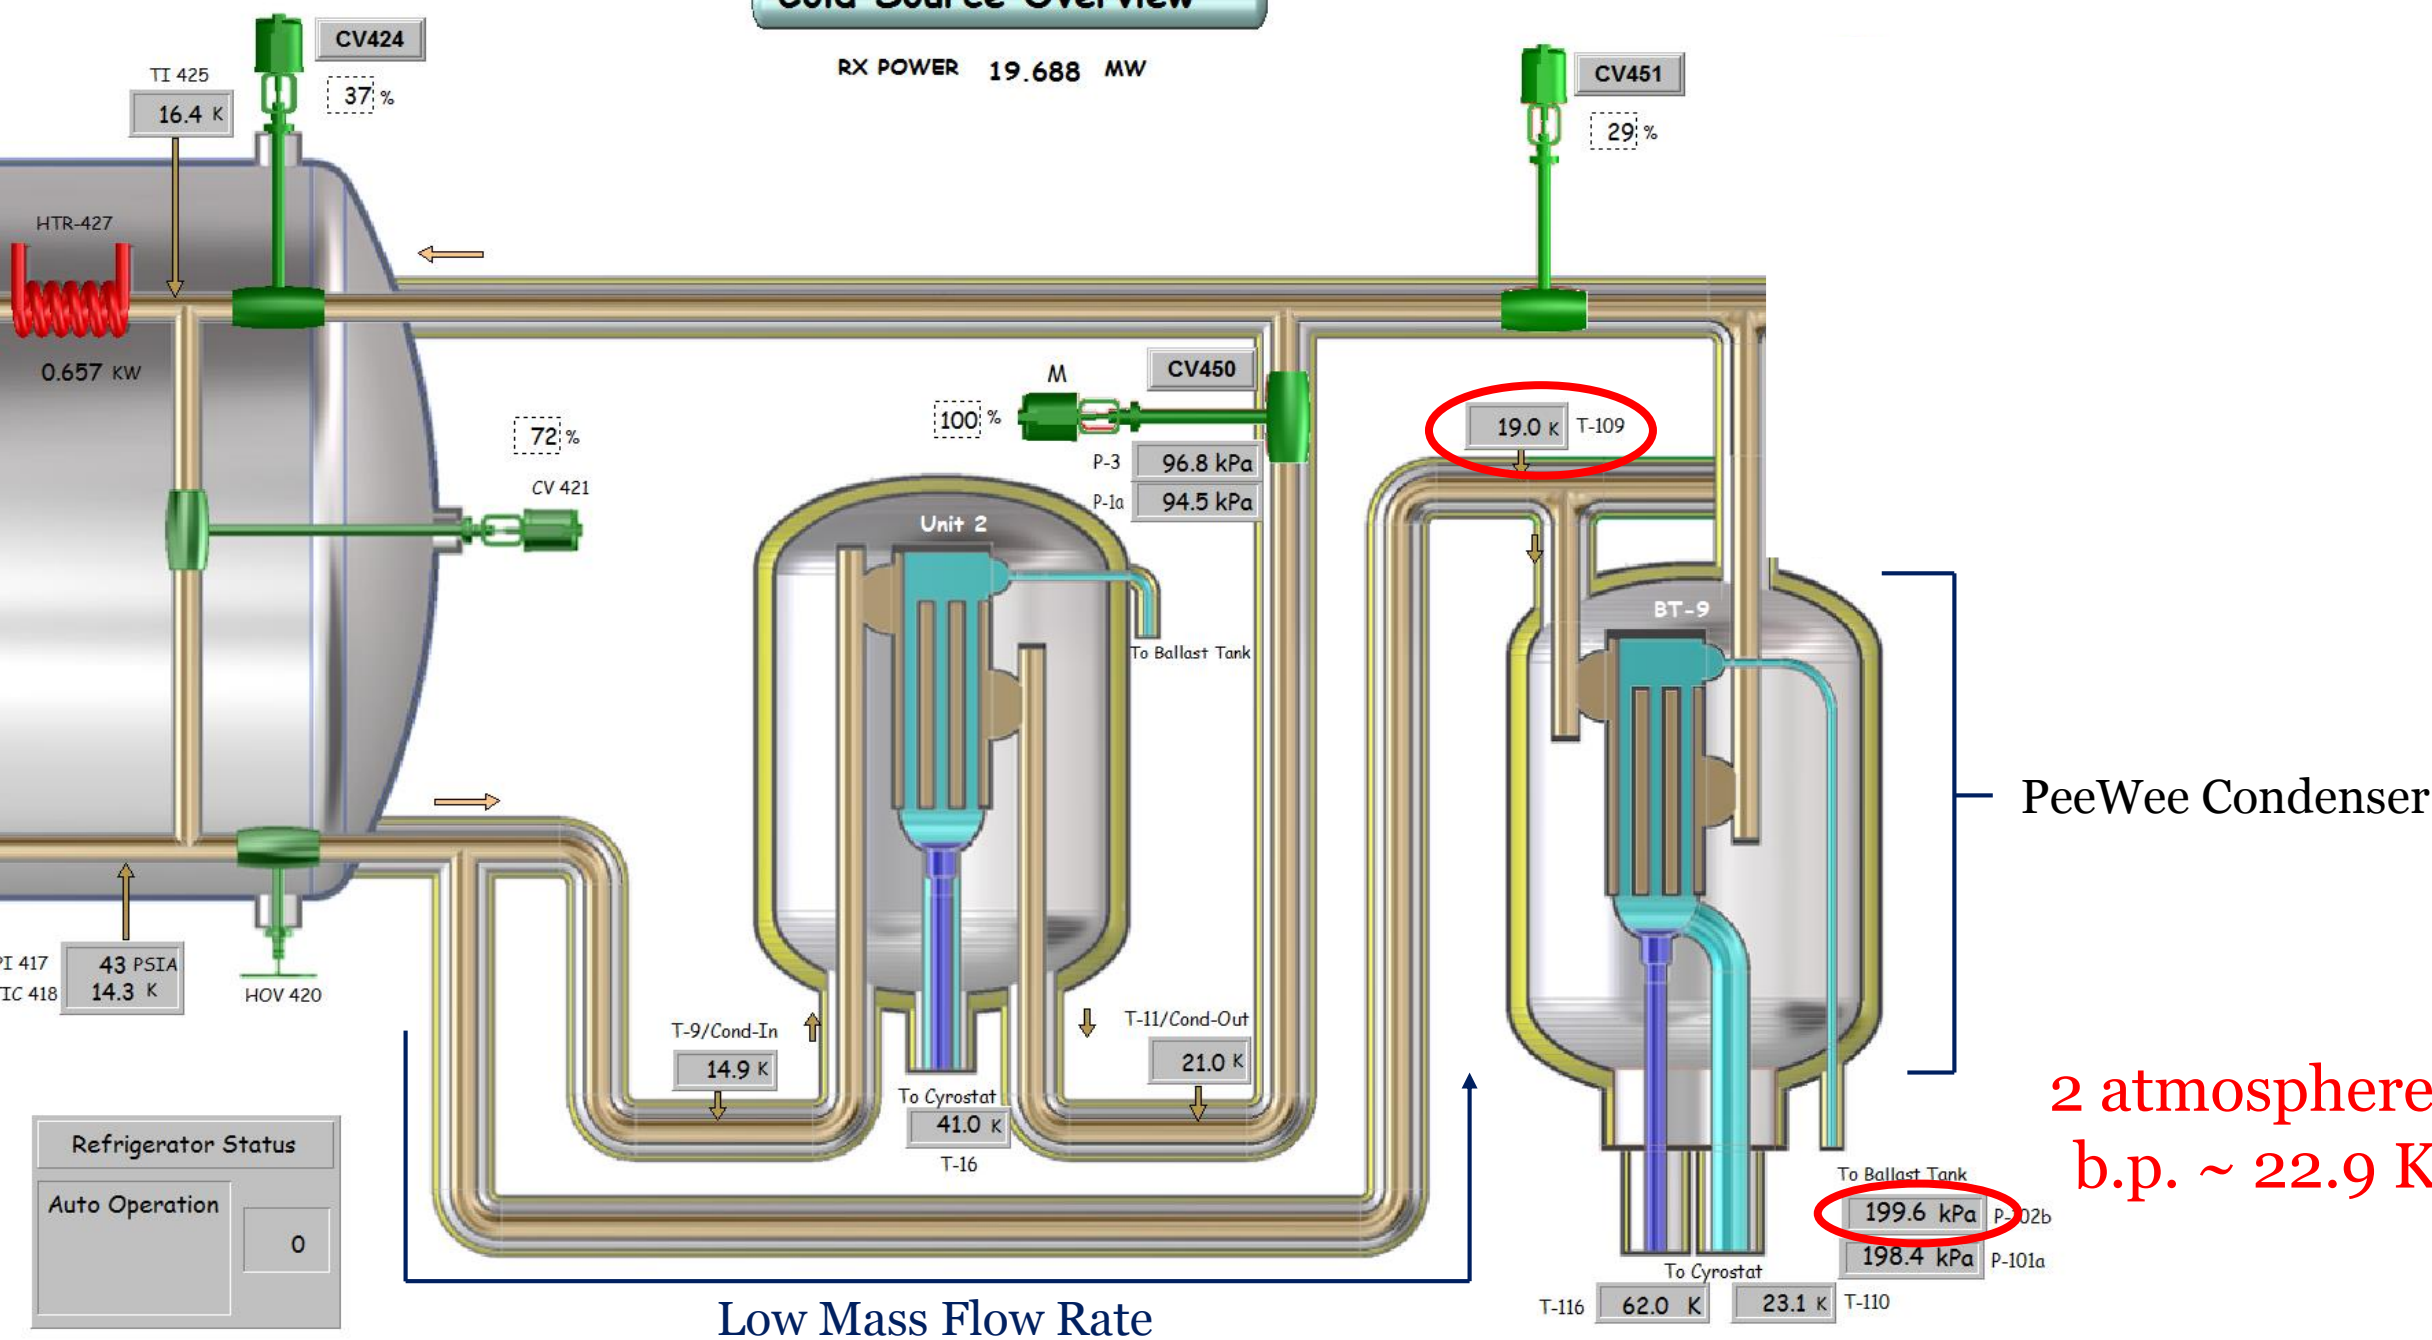 Cold Source Overview
RX POWER 19.688 MW
CV424
37 %
TI 425
16.4 K
CV451
29 %
HTR-427
0.657 KW
M
CV450
100 %
72 %
CV 421
P-3 96.8 kPa
P-1a 94.5 kPa
19.0 K T-109
Unit 2
To Ballast Tank
BT-9
PeeWee Condenser
PI 417 43 PSIA
TIC 418 14.3 K
HOV 420
T-9/Cond-In
14.9 K
T-11/Cond-Out
21.0 K
To Cyrostat
41.0 K
T-16
2 atmosphere
b.p. ~ 22.9 K
Refrigerator Status
Auto Operation
0
To Ballast Tank
199.6 kPa P-102b
198.4 kPa P-101a
To Cyrostat
T-116 62.0 K 23.1 K T-110
Low Mass Flow Rate